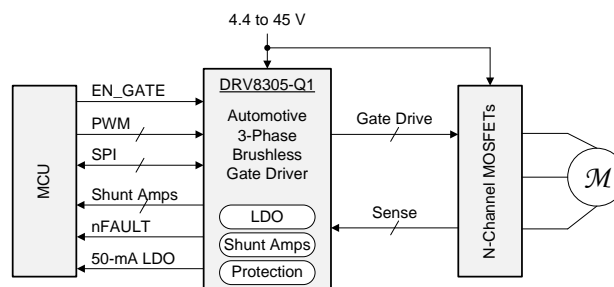 4.4 to 45 V
DRV8305-Q1
Automotive
3-Phase
Brushless
Gate Driver
LDO
Shunt Amps
Protection
MCU
EN_GATE
PWM
SPI
Shunt Amps
nFAULT
50-mA LDO
Gate Drive
Sense
N-Channel MOSFETs
M